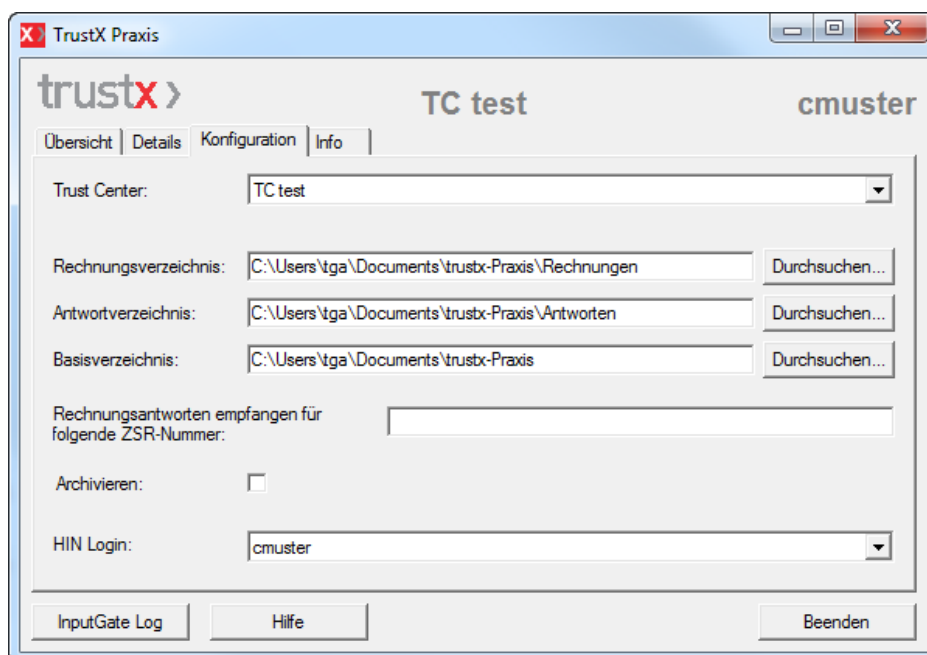 TrustX Praxis
trustx
TC test
cmuster
Übersicht
Details
Konfiguration
Info
Trust Center:
TC test
Rechnungsverzeichnis:
C:\Users\tga\Documents\trustx-Praxis\Rechnungen
Durchsuchen...
Antwortverzeichnis:
C:\Users\tga\Documents\trustx-Praxis\Antworten
Durchsuchen...
Basisverzeichnis:
C:\Users\tga\Documents\trustx-Praxis
Durchsuchen...
Rechnungsantworten empfangen für
folgende ZSR-Nummer:
Archivieren:
HIN Login:
cmuster
InputGate Log
Hilfe
Beenden